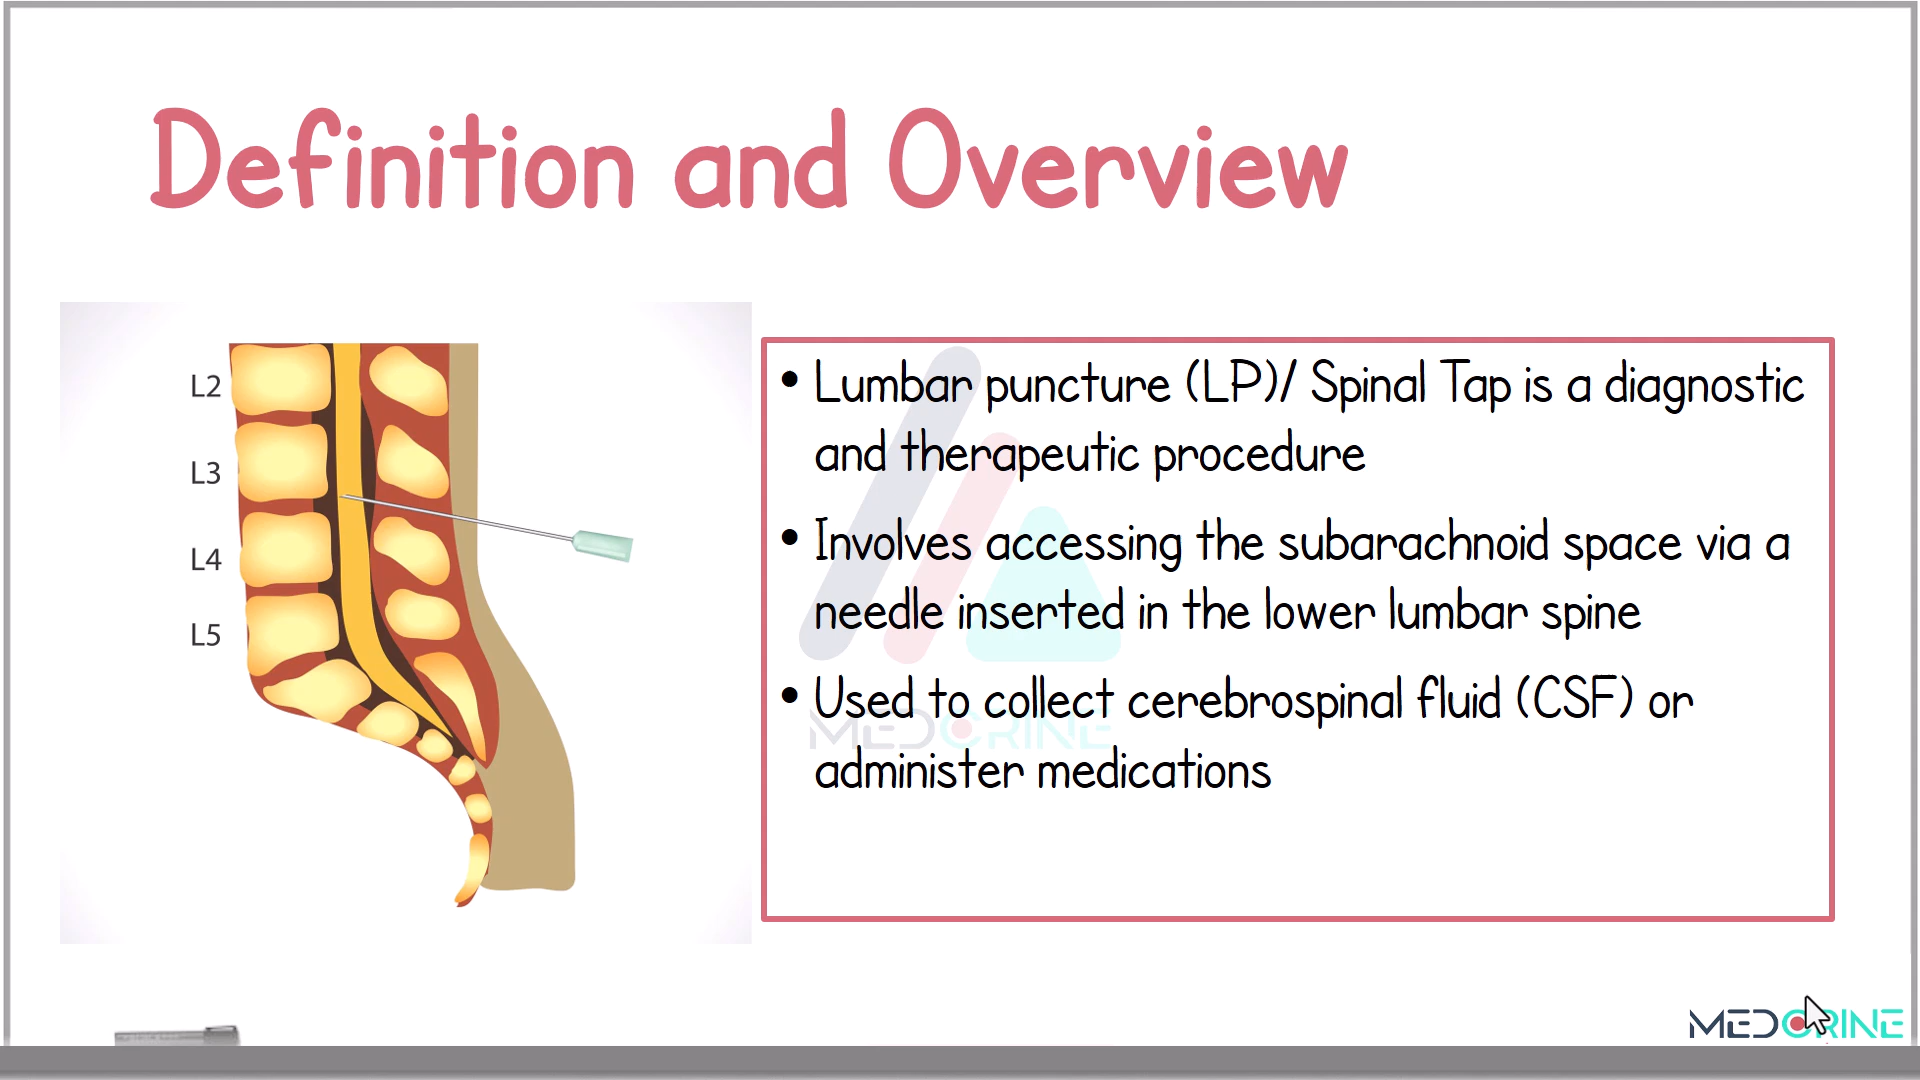 Definition and Overview
L2
L3
L4
L5
• Lumbar puncture (LP)/ Spinal Tap is a diagnostic
and therapeutic procedure
• Involves accessing the subarachnoid space via a
needle inserted in the lower lumbar spine
• Used to collect cerebrospinal fluid (CSF) or
administer medications
MEDCRINE
MEDCRINE